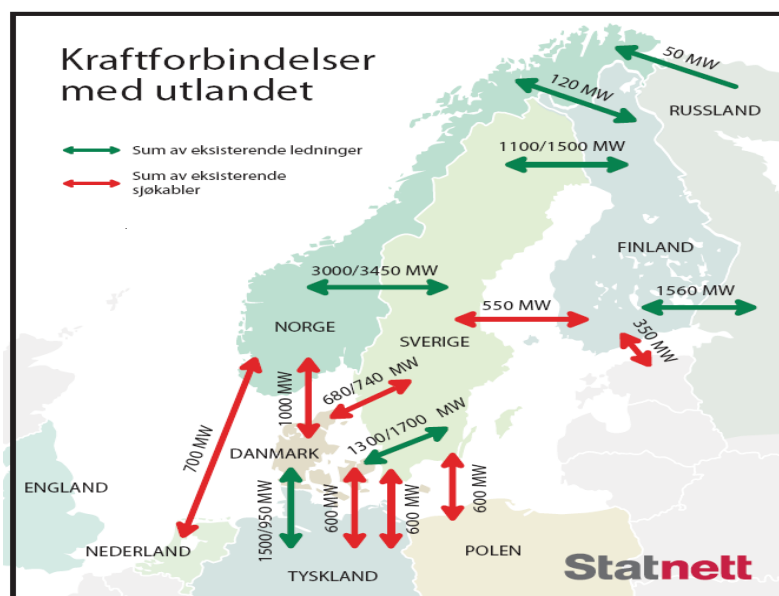 Kraftforbindelser
med utlandet
Sum av eksisterende ledninger
Sum av eksisterende
sjøkabler
50 MW
120 MW
RUSSLAND
1100/1500 MW
FINLAND
3000/3450 MW
1560 MW
550 MW
NORGE
SVERIGE
350 MW
680/740 MW
1000 MW
700 MW
1300/1700 MW
DANMARK
ENGLAND
1500/950 MW
600 MW
600 MW
600 MW
NEDERLAND
POLEN
TYSKLAND
Statnett